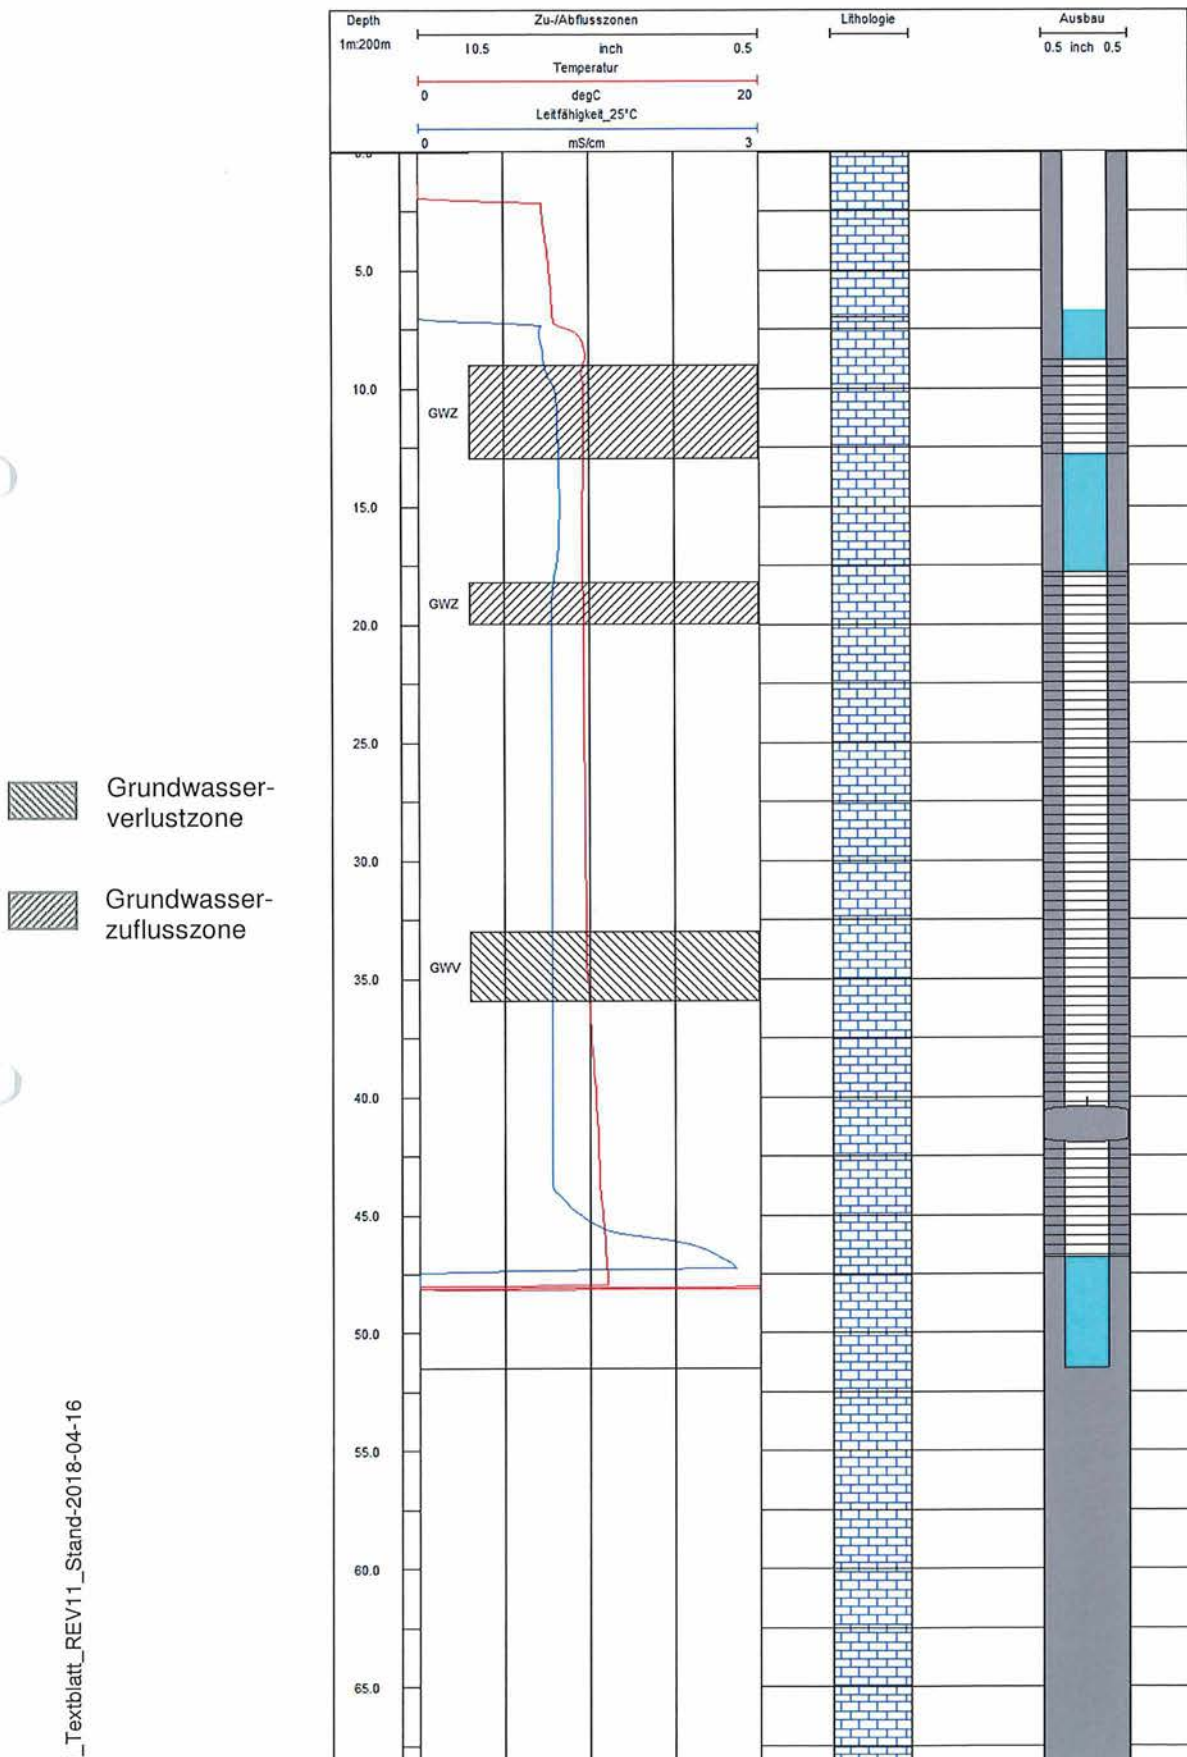 Depth
1m:200m
Zu-/Abflusszonen
10.5 inch 0.5
Temperatur
0 degC 20
Leitfähigkeit_25°C
0 mS/cm 3
Lithologie
Ausbau
0.5 inch 0.5
0.0
5.0
10.0
GWZ
15.0
GWZ
20.0
25.0
30.0
GWV
35.0
40.0
45.0
50.0
55.0
60.0
65.0
Grundwasser-
verlustzone
Grundwasser-
zuflusszone
_Textblatt_REV11_Stand-2018-04-16